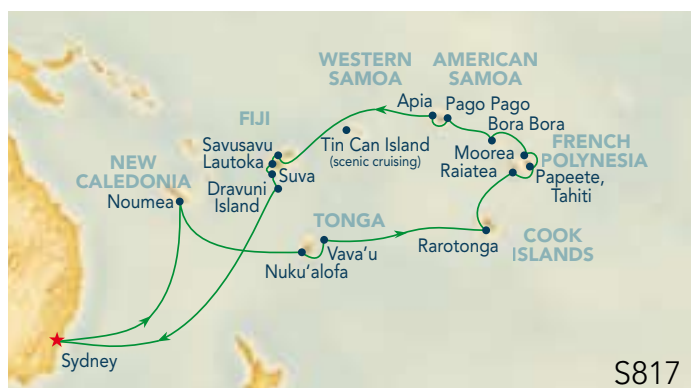 WESTERN
SAMOA
AMERICAN
SAMOA
Apia
Pago Pago
Bora Bora
FIJI
Savusavu
Lautoka
Tin Can Island
(scenic cruising)
Moorea
FRENCH
POLYNESIA
Raiatea
Papeete,
Tahiti
NEW
CALEDONIA
Noumea
Suva
Dravuni
Island
TONGA
Vava'u
Nuku'alofa
Rarotonga
COOK
ISLANDS
Sydney
S817